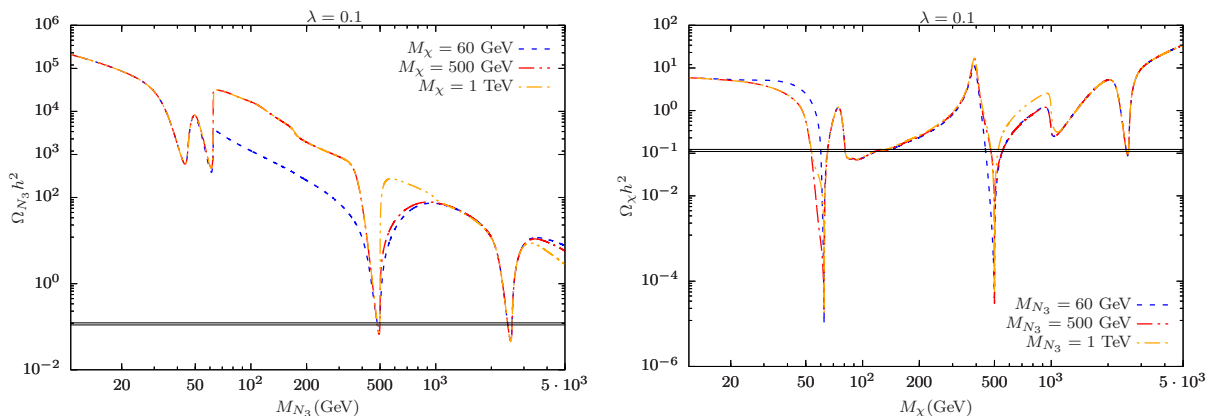 λ = 0.1
M_χ = 60 GeV
M_χ = 500 GeV
M_χ = 1 TeV
Ω_{N_3} h^2
10^6
10^5
10^4
10^3
10^2
10^1
10^0
10^{-2}
20 50 10^2 200 500 10^3 5 · 10^3
M_{N_3} (GeV)
λ = 0.1
M_{N_3} = 60 GeV
M_{N_3} = 500 GeV
M_{N_3} = 1 TeV
Ω_χ h^2
10^2
10^1
10^0
10^{-1}
10^{-2}
10^{-4}
10^{-6}
20 50 10^2 200 500 10^3 5 · 10^3
M_χ (GeV)